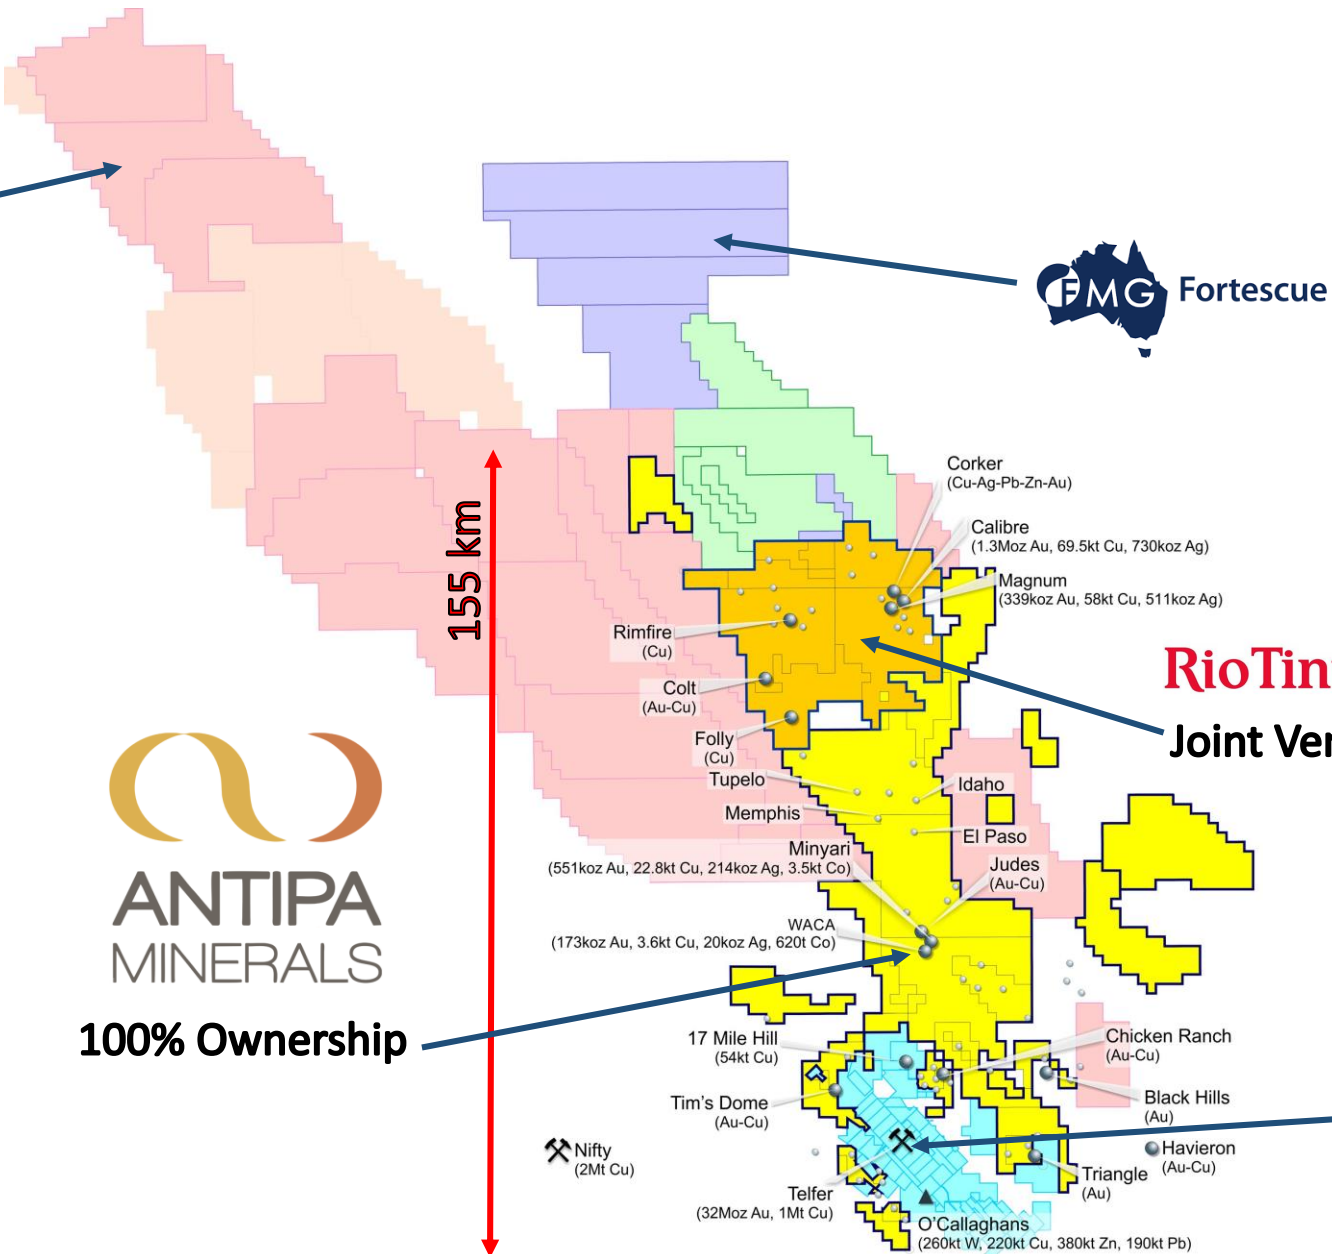 FMG Fortescue
Corker
(Cu-Ag-Pb-Zn-Au)
Calibre
(1.3Moz Au, 69.5kt Cu, 730koz Ag)
Magnum
(339koz Au, 58kt Cu, 511koz Ag)
155 km
Rimfire
(Cu)
Colt
(Au-Cu)
Folly
(Cu)
RioTin
Joint Ver
Tupelo
Idaho
Memphis
El Paso
Minyari
(551koz Au, 22.8kt Cu, 214koz Ag, 3.5kt Co)
Judes
(Au-Cu)
ANTIPA
MINERALS
WACA
(173koz Au, 3.6kt Cu, 20koz Ag, 620t Co)
100% Ownership
17 Mile Hill
(54kt Cu)
Chicken Ranch
(Au-Cu)
Tim's Dome
(Au-Cu)
Black Hills
(Au)
Nifty
(2Mt Cu)
Havieron
(Au-Cu)
Triangle
(Au)
Telfer
(32Moz Au, 1Mt Cu)
O'Callaghans
(260kt W, 220kt Cu, 380kt Zn, 190kt Pb)